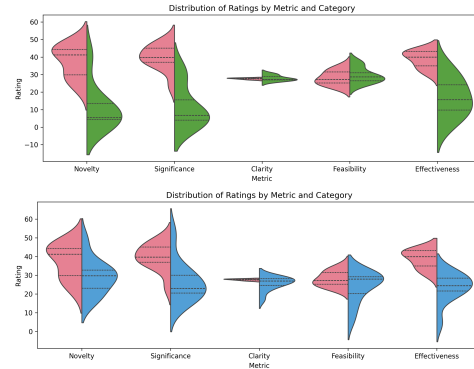 Distribution of Ratings by Metric and Category
60
50
40
30
20
10
0
−10
Rating
Novelty Significance Clarity Feasibility Effectiveness
Metric
Distribution of Ratings by Metric and Category
60
50
40
30
20
10
0
Rating
Novelty Significance Clarity Feasibility Effectiveness
Metric